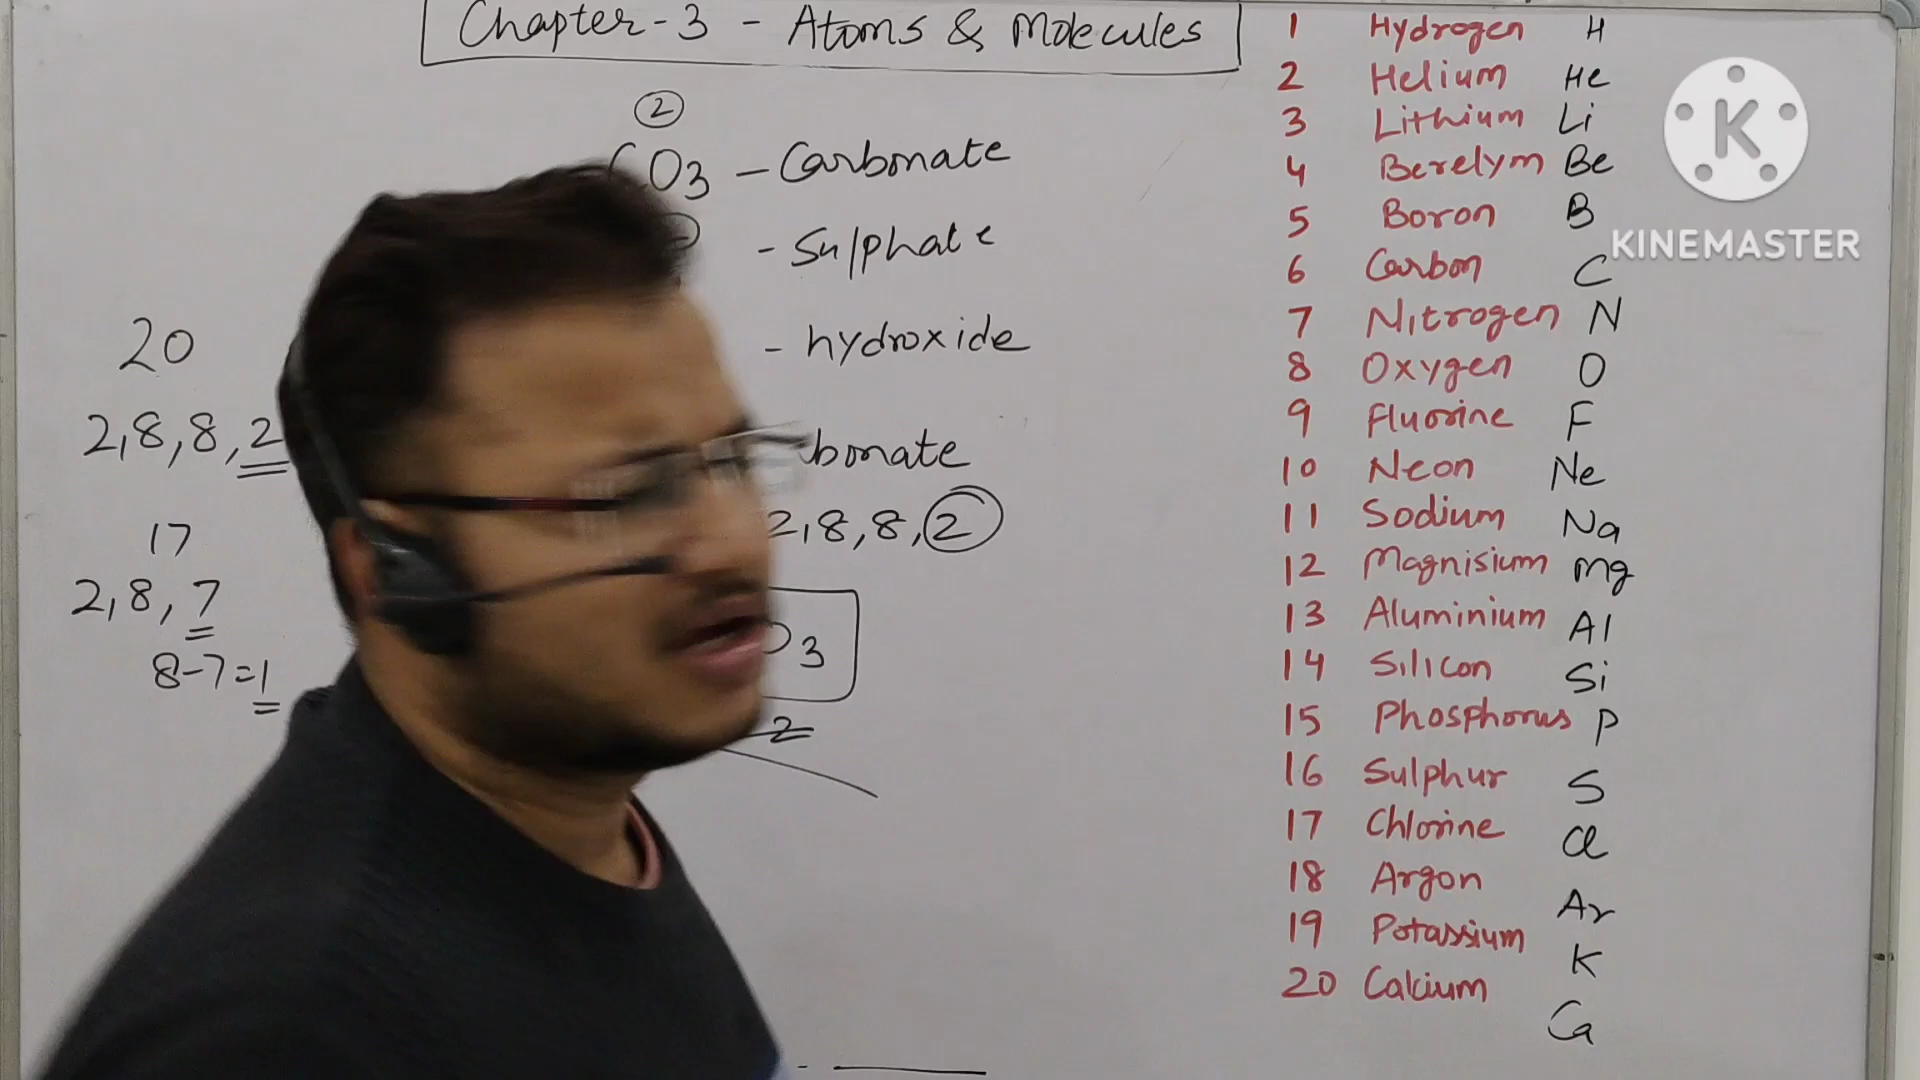 Chapter-3 - Atoms & Molecules
2
CO3 - Carbonate
- Sulphate
- hydroxide
bonate
2,8,8,2
3
2
20
2,8,8,2
17
2,8,7
8-7=1
1 Hydrogen H
2 Helium He
3 Lithium Li
4 Berelym Be
5 Boron B
6 Carbon C
7 Nitrogen N
8 Oxygen O
9 Fluorine F
10 Neon Ne
11 Sodium Na
12 Magnisium Mg
13 Aluminium Al
14 Silicon Si
15 Phosphorus P
16 Sulphur S
17 Chlorine Cl
18 Argon Ar
19 Potassium K
20 Calcium Ca
K
KINEMASTER